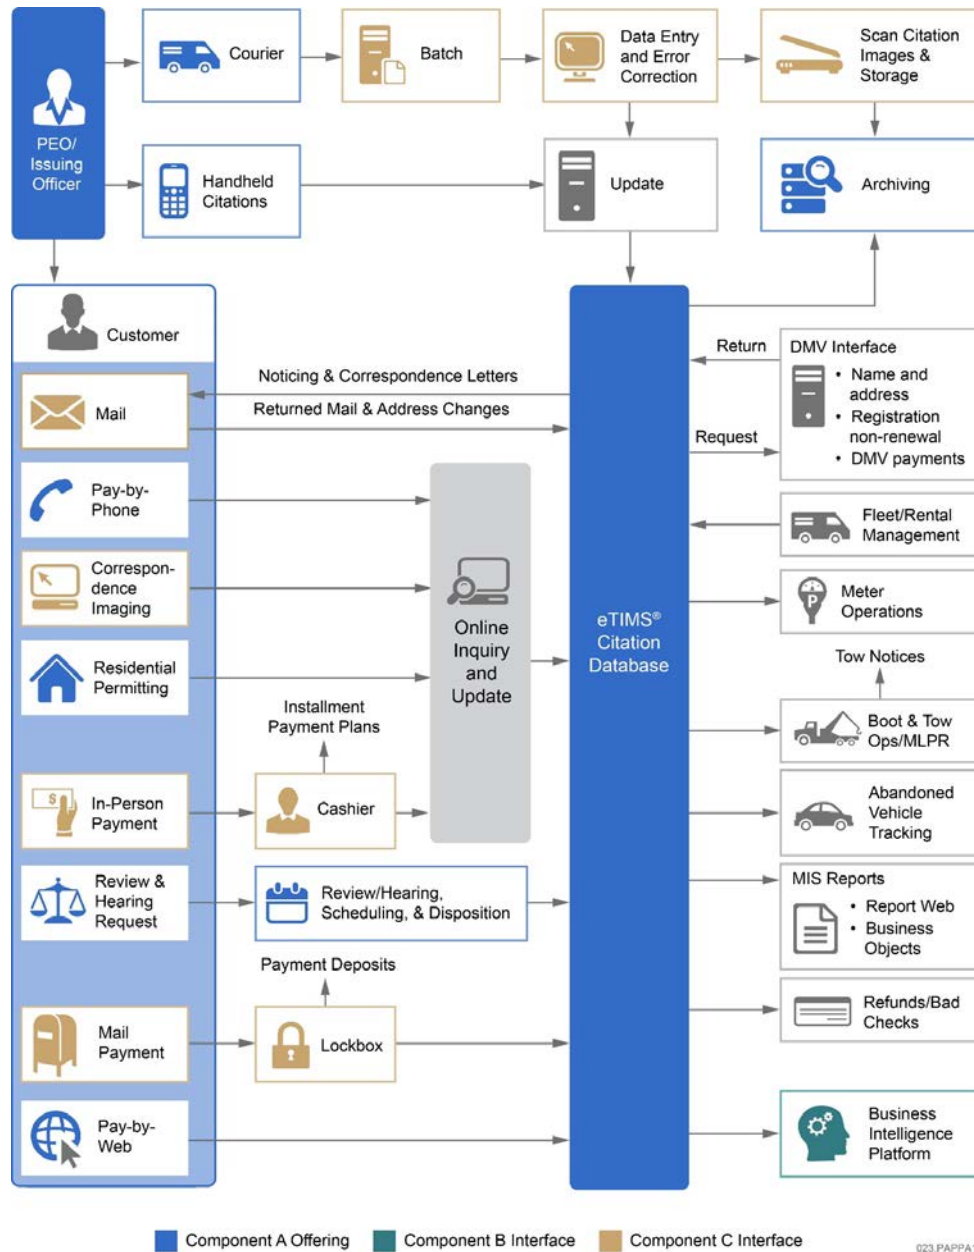 PEO/
Issuing
Officer
Courier
Batch
Data Entry
and Error
Correction
Scan Citation
Images &
Storage
Handheld
Citations
Update
Archiving
Customer
Mail
Noticing & Correspondence Letters
Returned Mail & Address Changes
Return
Request
DMV Interface
• Name and
address
• Registration
non-renewal
• DMV payments
Pay-by-
Phone
Correspon-
dence
Imaging
Residential
Permitting
Online
Inquiry
and
Update
eTIMS®
Citation
Database
Fleet/Rental
Management
Meter
Operations
Tow Notices
Boot & Tow
Ops/MLPR
Installment
Payment Plans
In-Person
Payment
Cashier
Abandoned
Vehicle
Tracking
Review &
Hearing
Request
Review/Hearing,
Scheduling, & Disposition
MIS Reports
• Report Web
• Business
Objects
Payment Deposits
Mail
Payment
Lockbox
Refunds/Bad
Checks
Pay-by-
Web
Business
Intelligence
Platform
Component A Offering
Component B Interface
Component C Interface